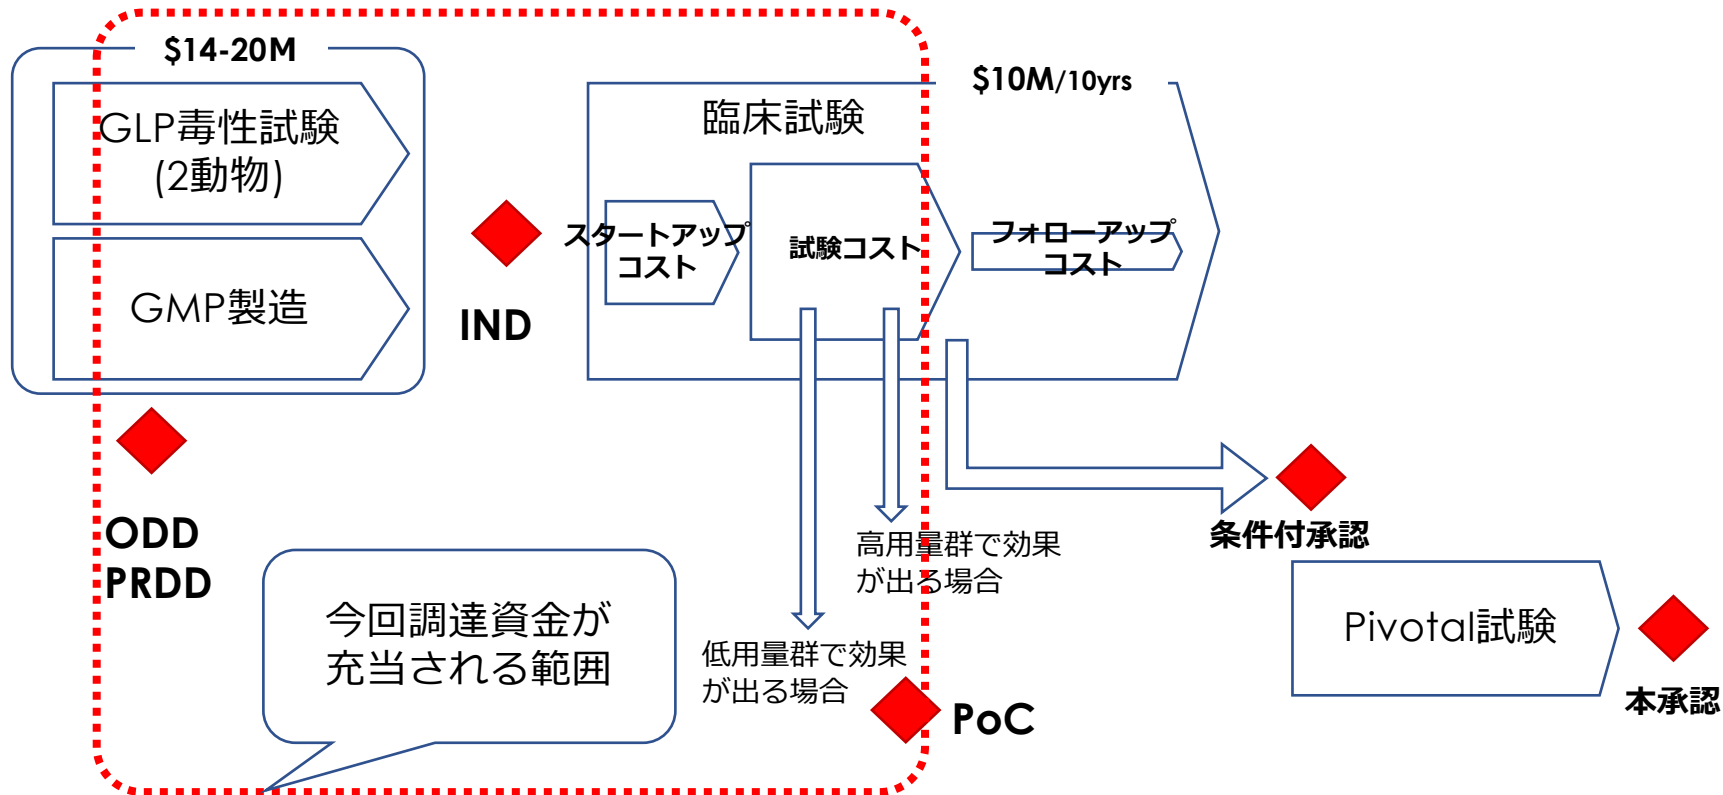 $14-20M
GLP毒性試験
(2動物)
GMP製造
IND
ODD
PRDD
$10M/10yrs
臨床試験
スタートアップ
コスト
試験コスト
フォローアップ
コスト
高用量群で効果
が出る場合
低用量群で効果
が出る場合
今回調達資金が
充当される範囲
PoC
条件付承認
Pivotal試験
本承認